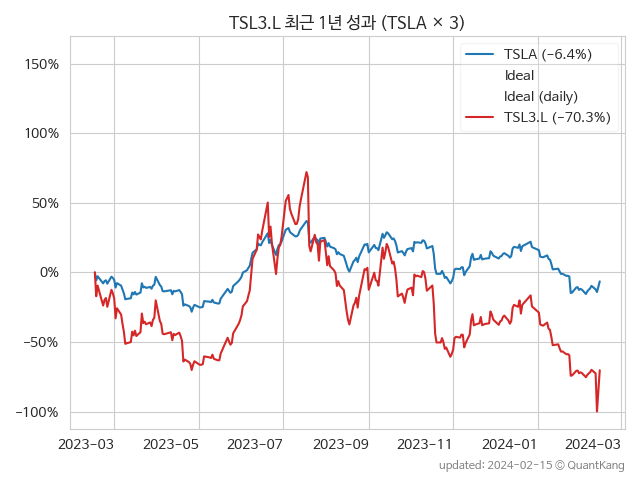 TSL3.L 최근 1년 성과 (TSLA × 3)
TSLA (−6.4%)
Ideal
Ideal (daily)
TSL3.L (−70.3%)
150%
100%
50%
0%
−50%
−100%
2023−03 2023−05 2023−07 2023−09 2023−11 2024−01 2024−03
updated: 2024−02−15 ⓒ QuantKang